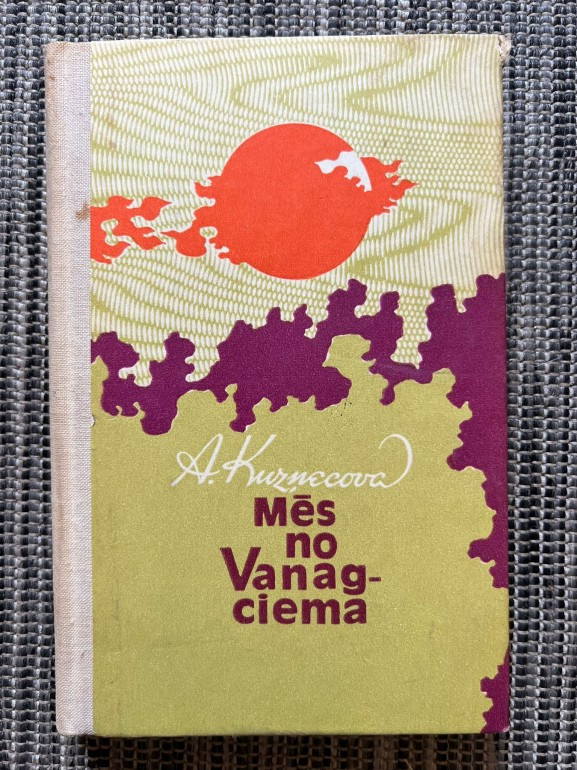 A. Kuzņecova
Mēs
no
Vanag-
ciema